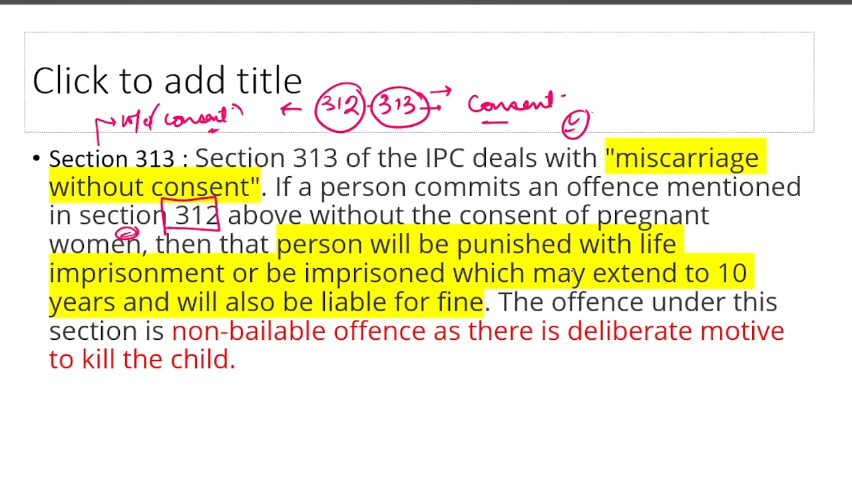 Click to add title
← 312 313 → Consent
w/o consent
• Section 313 : Section 313 of the IPC deals with "miscarriage
without consent". If a person commits an offence mentioned
in section 312 above without the consent of pregnant
women, then that person will be punished with life
imprisonment or be imprisoned which may extend to 10
years and will also be liable for fine. The offence under this
section is non-bailable offence as there is deliberate motive
to kill the child.